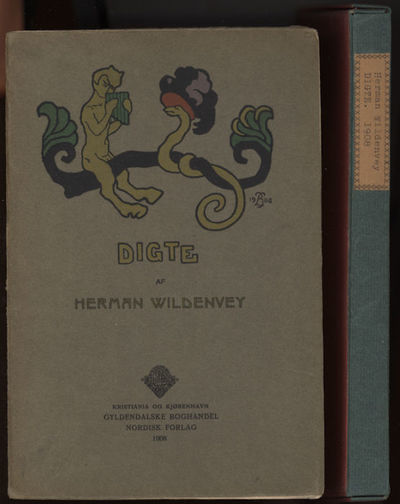 DIGTE
AF
HERMAN WILDENVEY
KRISTIANIA OG KJØBENHAVN
GYLDENDALSKE BOGHANDEL
NORDISK FORLAG
1908
Herman Wildenvey
DIGTE. 1908